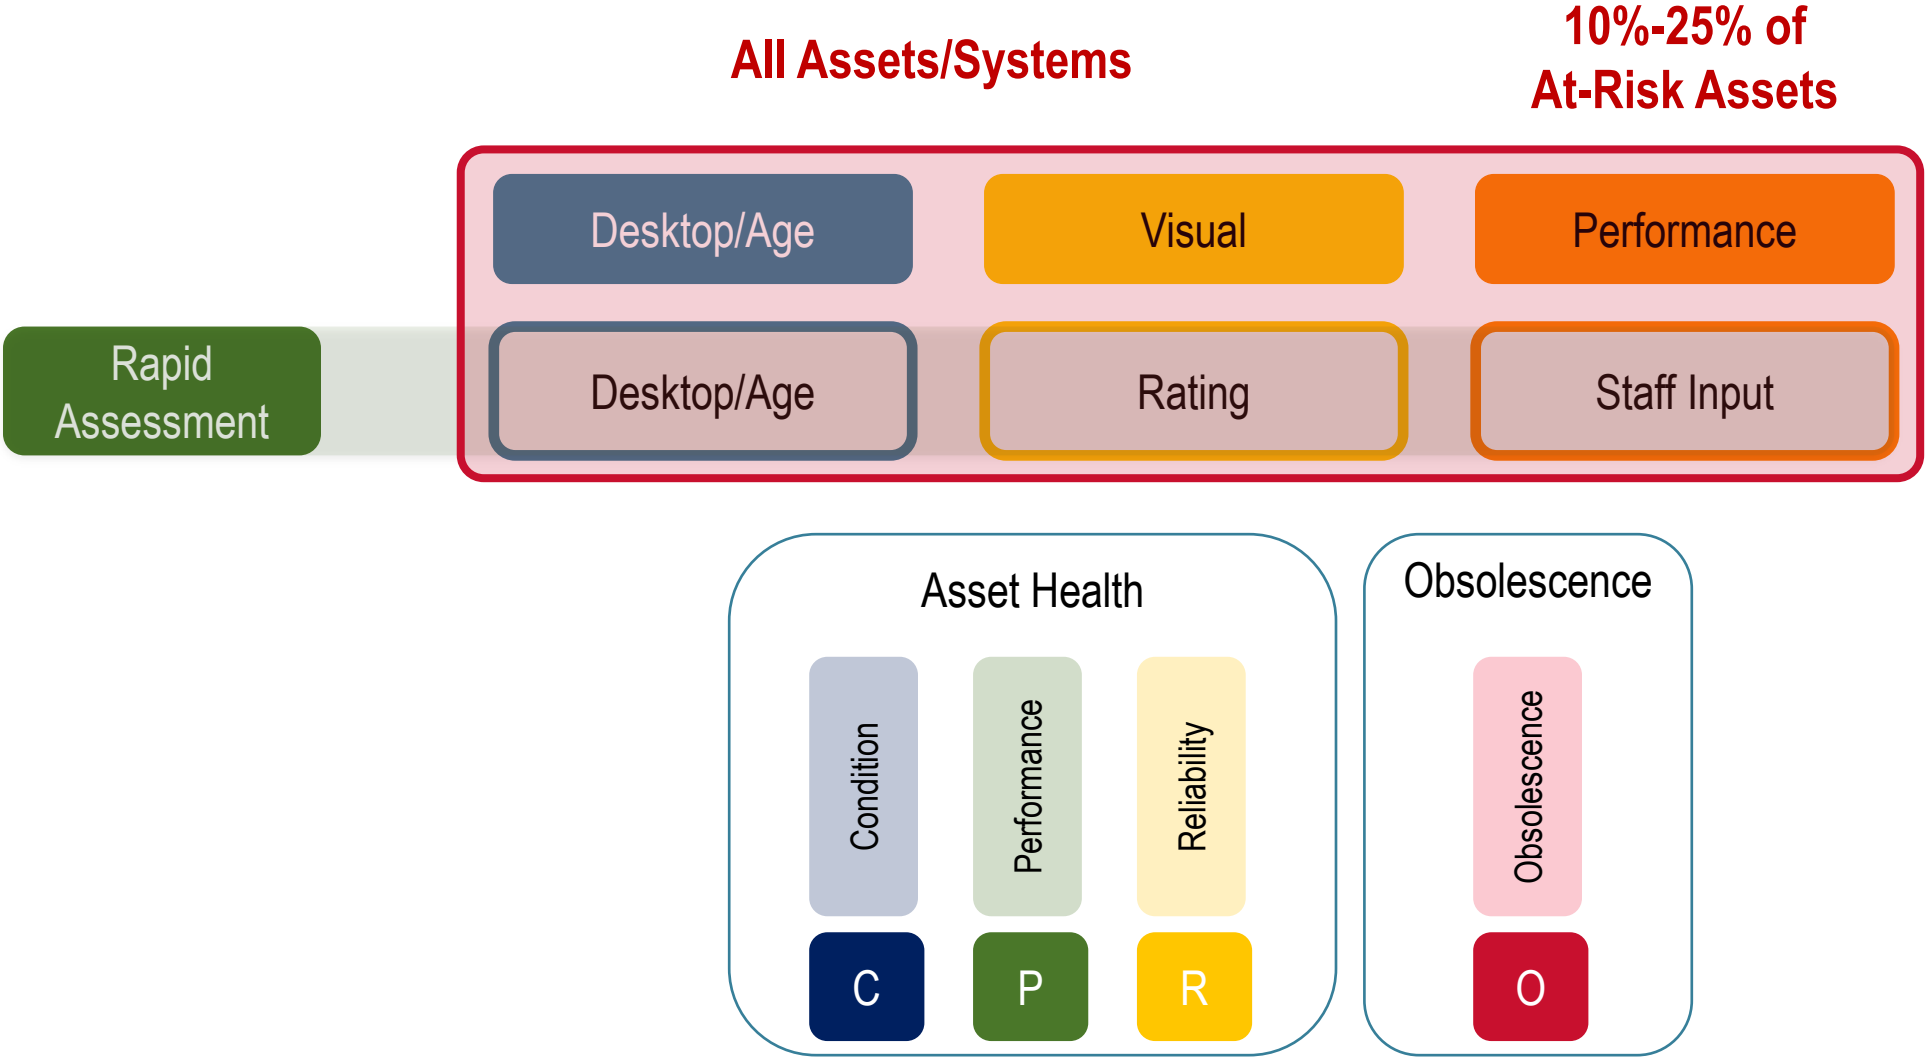 All Assets/Systems
10%-25% of
At-Risk Assets
Desktop/Age
Visual
Performance
Rapid
Assessment
Desktop/Age
Rating
Staff Input
Asset Health
Obsolescence
Condition
Performance
Reliability
Obsolescence
C
P
R
O